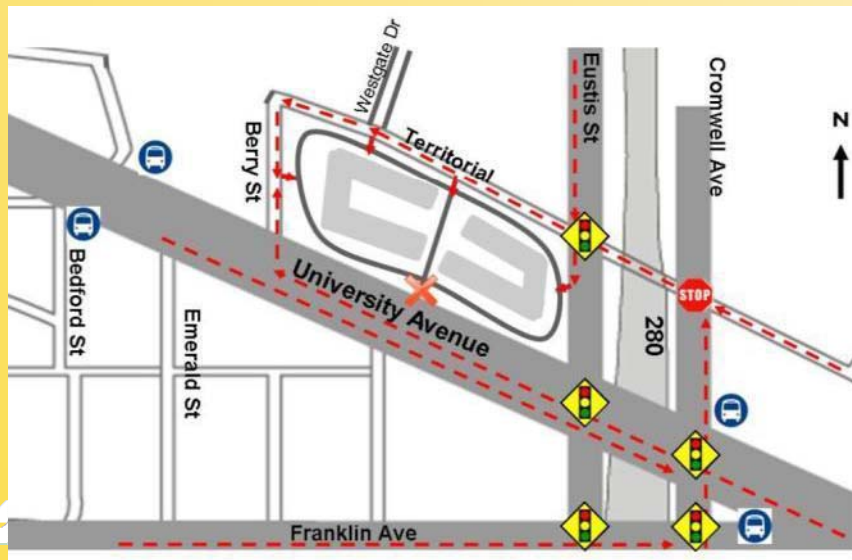 Westgate Dr
Eustis St
Cromwell Ave
N
Berry St
Territorial
Bedford St
Emerald St
University Avenue
280
STOP
Franklin Ave